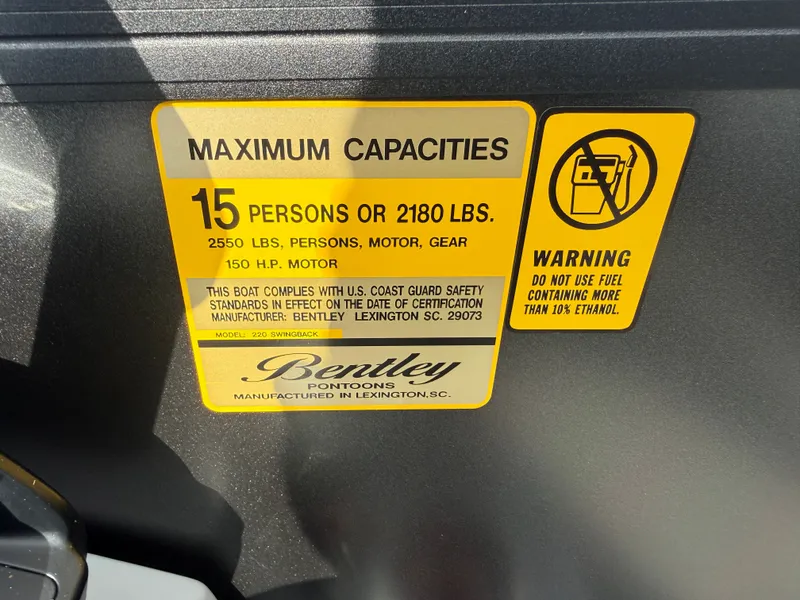 MAXIMUM CAPACITIES
15 PERSONS OR 2180 LBS.
2550 LBS, PERSONS, MOTOR, GEAR
150 H.P. MOTOR
THIS BOAT COMPLIES WITH U.S. COAST GUARD SAFETY
STANDARDS IN EFFECT ON THE DATE OF CERTIFICATION
MANUFACTURER: BENTLEY LEXINGTON SC. 29073
MODEL: 220 SWINGBACK
Bentley
PONTOONS
MANUFACTURED IN LEXINGTON,SC.
WARNING
DO NOT USE FUEL
CONTAINING MORE
THAN 10% ETHANOL.